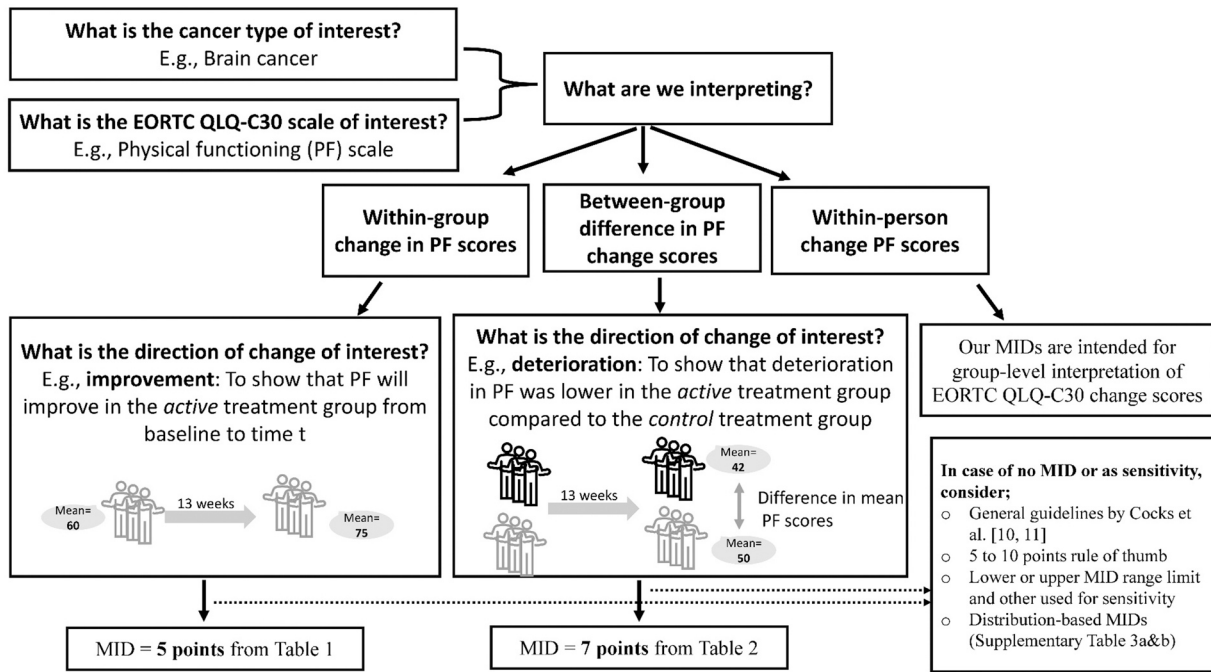 What is the cancer type of interest?
E.g., Brain cancer
What is the EORTC QLQ-C30 scale of interest?
E.g., Physical functioning (PF) scale
What are we interpreting?
Within-group
change in PF scores
Between-group
difference in PF
change scores
Within-person
change PF scores
What is the direction of change of interest?
E.g., improvement: To show that PF will
improve in the active treatment group from
baseline to time t
Mean=
60
13 weeks
Mean=
75
What is the direction of change of interest?
E.g., deterioration: To show that deterioration
in PF was lower in the active treatment group
compared to the control treatment group
13 weeks
Mean=
42
Difference in mean
PF scores
Mean=
50
Our MIDs are intended for
group-level interpretation of
EORTC QLQ-C30 change scores
In case of no MID or as sensitivity,
consider;
o General guidelines by Cocks
et al. [10, 11]
o 5 to 10 points rule of thumb
o Lower or upper MID range limit
and other used for sensitivity
o Distribution-based MIDs
(Supplementary Table 3a&b)
MID = 5 points from Table 1
MID = 7 points from Table 2